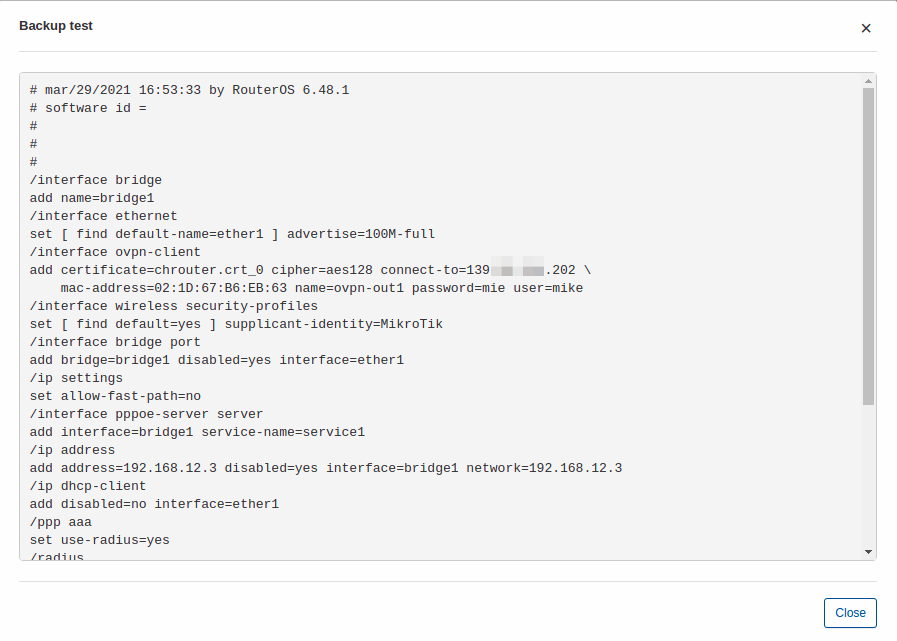 Backup test
×
# mar/29/2021 16:53:33 by RouterOS 6.48.1
# software id =
#
#
#
/interface bridge
add name=bridge1
/interface ethernet
set [ find default-name=ether1 ] advertise=100M-full
/interface ovpn-client
add certificate=chrouter.crt_0 cipher=aes128 connect-to=139 .202 \
    mac-address=02:1D:67:B6:EB:63 name=ovpn-out1 password=mie user=mike
/interface wireless security-profiles
set [ find default=yes ] supplicant-identity=MikroTik
/interface bridge port
add bridge=bridge1 disabled=yes interface=ether1
/ip settings
set allow-fast-path=no
/interface pppoe-server server
add interface=bridge1 service-name=service1
/ip address
add address=192.168.12.3 disabled=yes interface=bridge1 network=192.168.12.3
/ip dhcp-client
add disabled=no interface=ether1
/ppp aaa
set use-radius=yes
/radius
Close